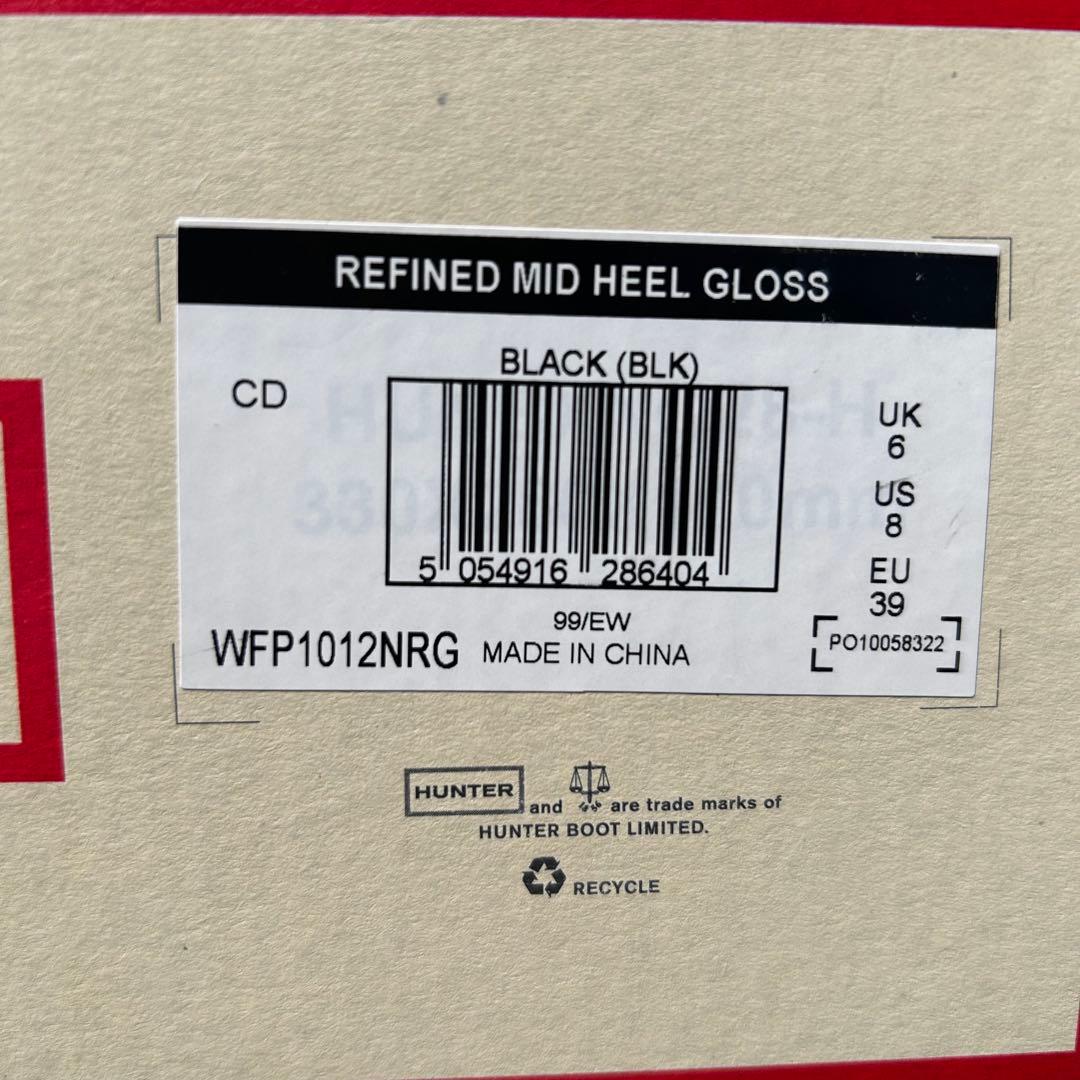 REFINED MID HEEL GLOSS
BLACK (BLK)
CD
5 054916 286404
UK
6
US
8
EU
39
99/EW
WFP1012NRG MADE IN CHINA
PO10058322
HUNTER and are trade marks of
HUNTER BOOT LIMITED.
RECYCLE